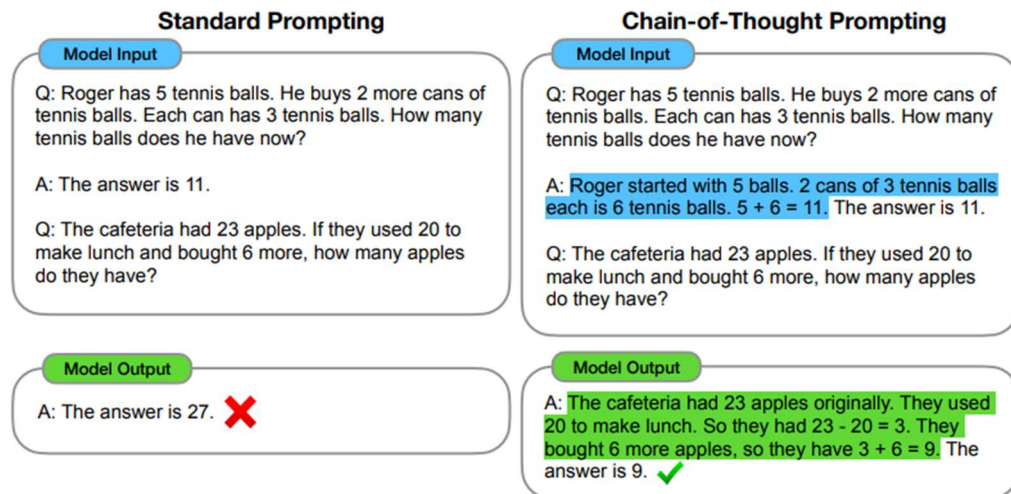 Standard Prompting
Model Input
Q: Roger has 5 tennis balls. He buys 2 more cans of
tennis balls. Each can has 3 tennis balls. How many
tennis balls does he have now?
A: The answer is 11.
Q: The cafeteria had 23 apples. If they used 20 to
make lunch and bought 6 more, how many apples
do they have?
Model Output
A: The answer is 27.
Chain-of-Thought Prompting
Model Input
Q: Roger has 5 tennis balls. He buys 2 more cans of
tennis balls. Each can has 3 tennis balls. How many
tennis balls does he have now?
A: Roger started with 5 balls. 2 cans of 3 tennis balls
each is 6 tennis balls. 5 + 6 = 11. The answer is 11.
Q: The cafeteria had 23 apples. If they used 20 to
make lunch and bought 6 more, how many apples
do they have?
Model Output
A: The cafeteria had 23 apples originally. They used
20 to make lunch. So they had 23 - 20 = 3. They
bought 6 more apples, so they have 3 + 6 = 9. The
answer is 9.